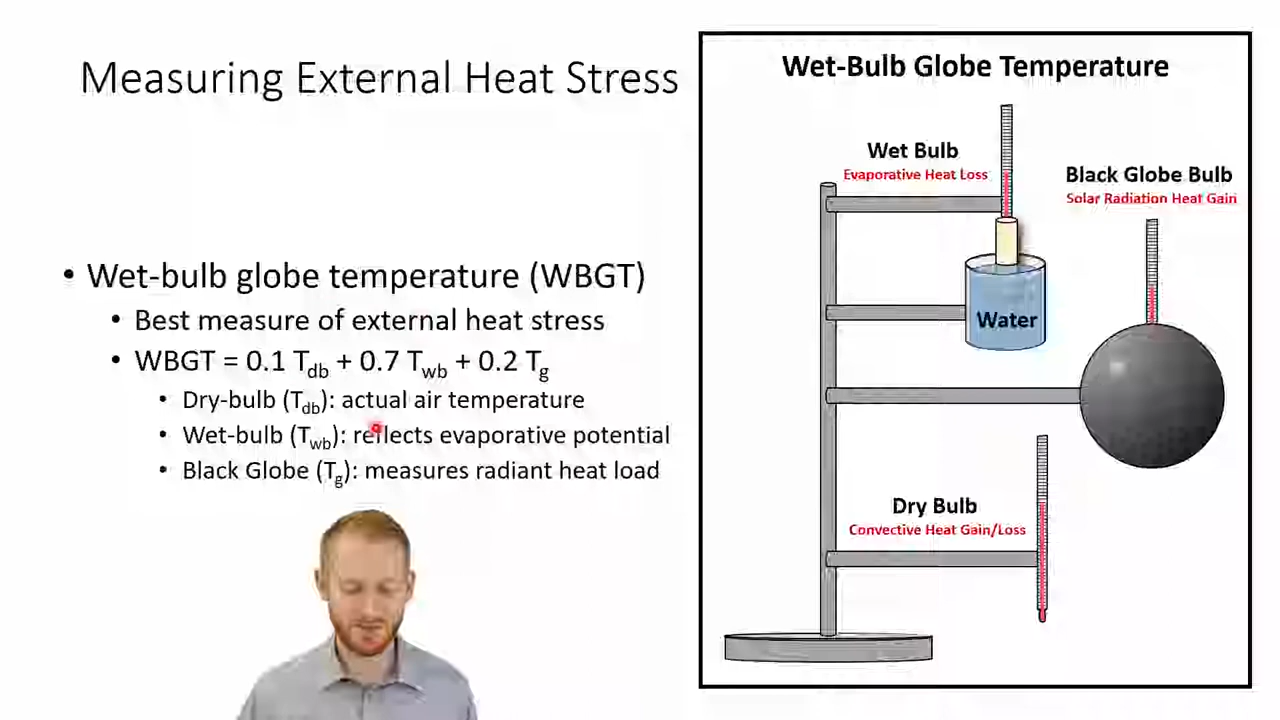 Measuring External Heat Stress
• Wet-bulb globe temperature (WBGT)
• Best measure of external heat stress
• WBGT = 0.1 Tdb + 0.7 Twb + 0.2 Tg
• Dry-bulb (Tdb): actual air temperature
• Wet-bulb (Twb): reflects evaporative potential
• Black Globe (Tg): measures radiant heat load
Wet-Bulb Globe Temperature
Wet Bulb
Evaporative Heat Loss
Black Globe Bulb
Solar Radiation Heat Gain
Water
Dry Bulb
Convective Heat Gain/Loss